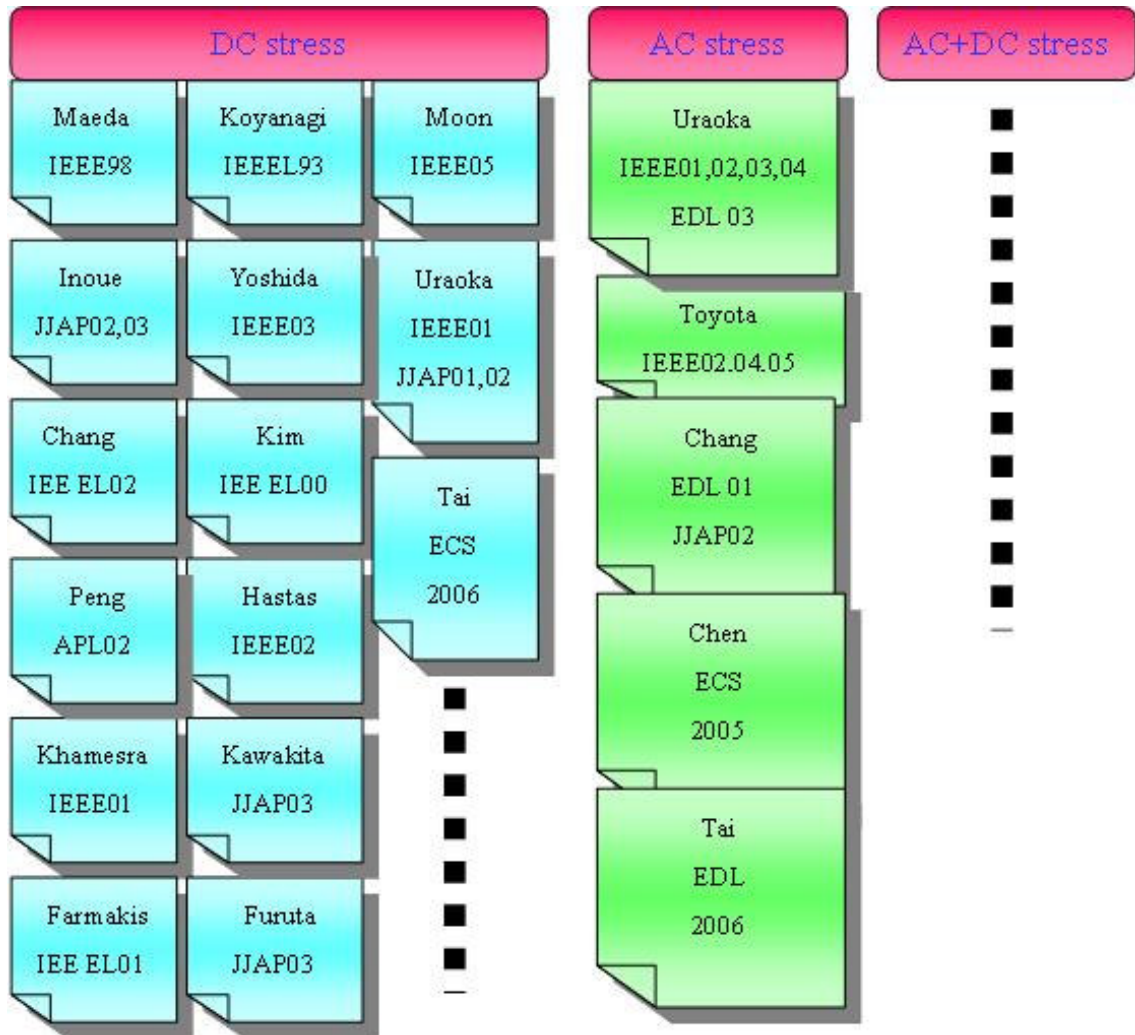 DC stress
AC stress
AC+DC stress
Maeda
IEEE98
Koyanagi
IEEEL93
Moon
IEEE05
Inoue
JJAP02,03
Yoshida
IEEE03
Uraoka
IEEE01
JJAP01,02
Chang
IEE EL02
Kim
IEE EL00
Tai
ECS
2006
Peng
APL02
Hastas
IEEE02
Khamesra
IEEE01
Kawakita
JJAP03
Farmakis
IEE EL01
Furuta
JJAP03
Uraoka
IEEE01,02,03,04
EDL 03
Toyota
IEEE02.04.05
Chang
EDL 01
JJAP02
Chen
ECS
2005
Tai
EDL
2006